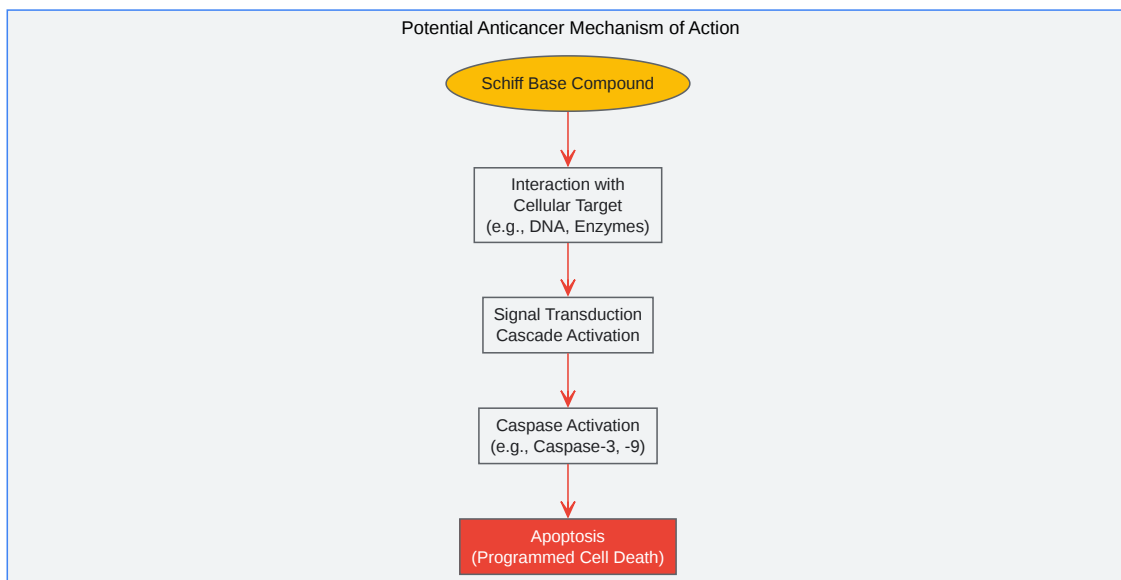 Potential Anticancer Mechanism of Action
Schiff Base Compound
Interaction with
Cellular Target
(e.g., DNA, Enzymes)
Signal Transduction
Cascade Activation
Caspase Activation
(e.g., Caspase-3, -9)
Apoptosis
(Programmed Cell Death)